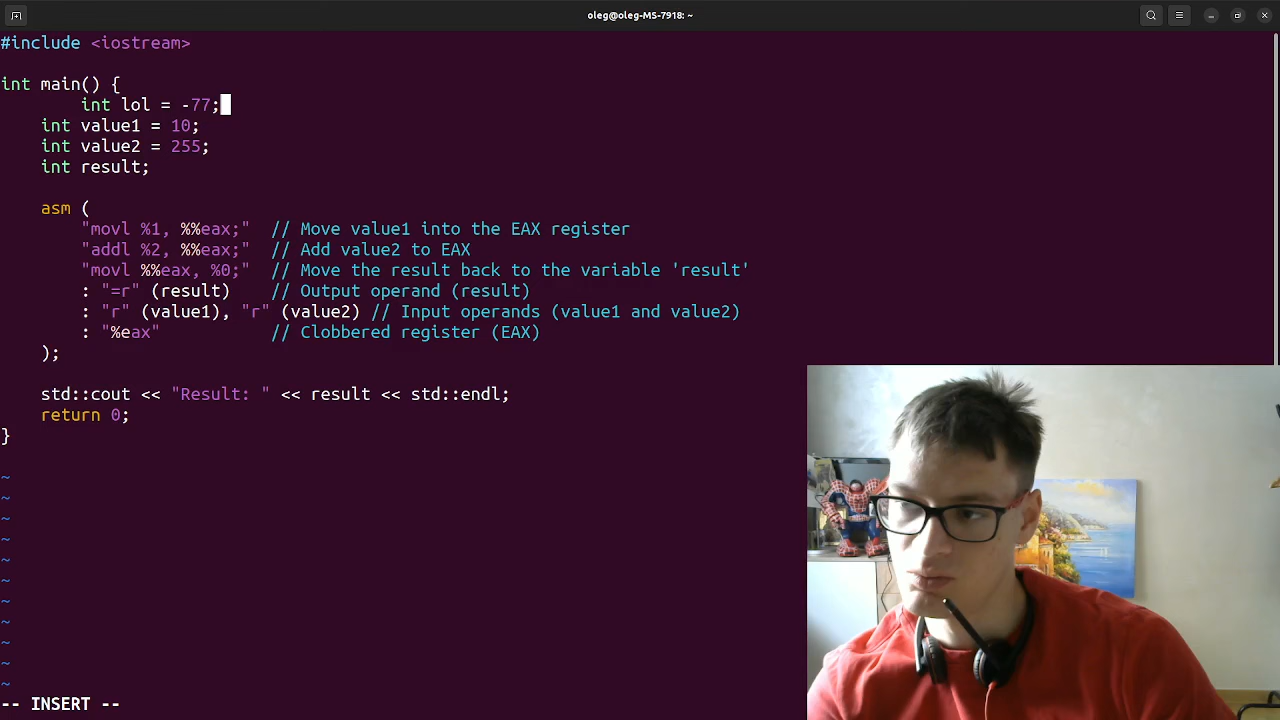 oleg@oleg-MS-7918: ~
#include <iostream>
int main() {
int lol = -77;
int value1 = 10;
int value2 = 255;
int result;
asm (
"movl %1, %%eax;" // Move value1 into the EAX register
"addl %2, %%eax;" // Add value2 to EAX
"movl %%eax, %0;" // Move the result back to the variable 'result'
: "=r" (result) // Output operand (result)
: "r" (value1), "r" (value2) // Input operands (value1 and value2)
: "%eax" // Clobbered register (EAX)
);
std::cout << "Result: " << result << std::endl;
return 0;
}
~
~
~
~
~
~
~
~
~
~
~
-- INSERT --